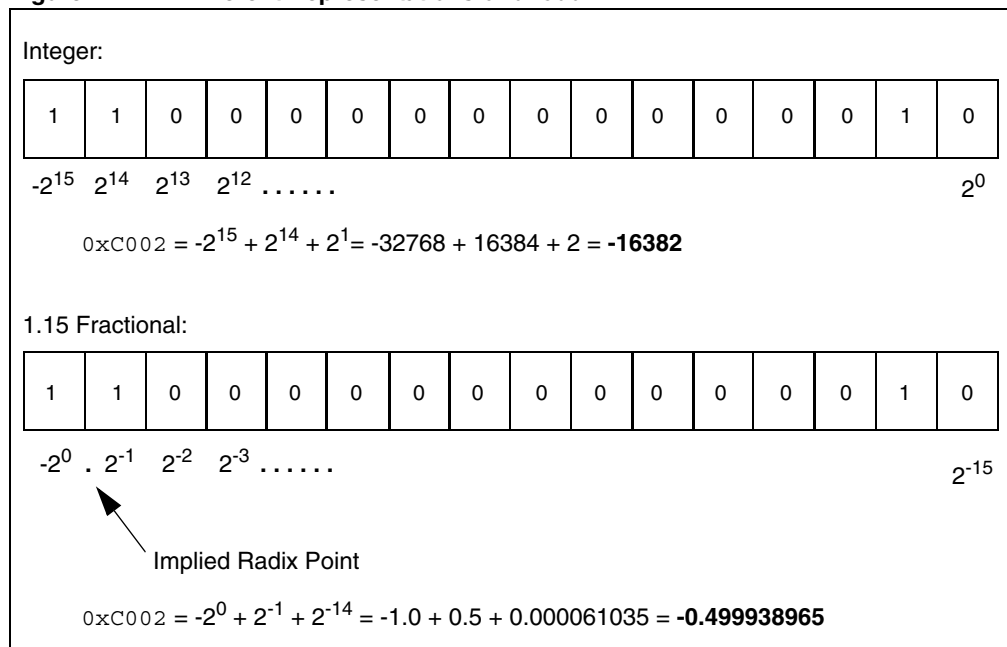 Integer:
1 1 0 0 0 0 0 0 0 0 0 0 0 0 1 0
-2^15 2^14 2^13 2^12 . . . . . . 2^0
0xC002 = -2^15 + 2^14 + 2^1= -32768 + 16384 + 2 = -16382
1.15 Fractional:
1 1 0 0 0 0 0 0 0 0 0 0 0 0 1 0
-2^0 . 2^-1 2^-2 2^-3 . . . . . . 2^-15
Implied Radix Point
0xC002 = -2^0 + 2^-1 + 2^-14 = -1.0 + 0.5 + 0.000061035 = -0.499938965